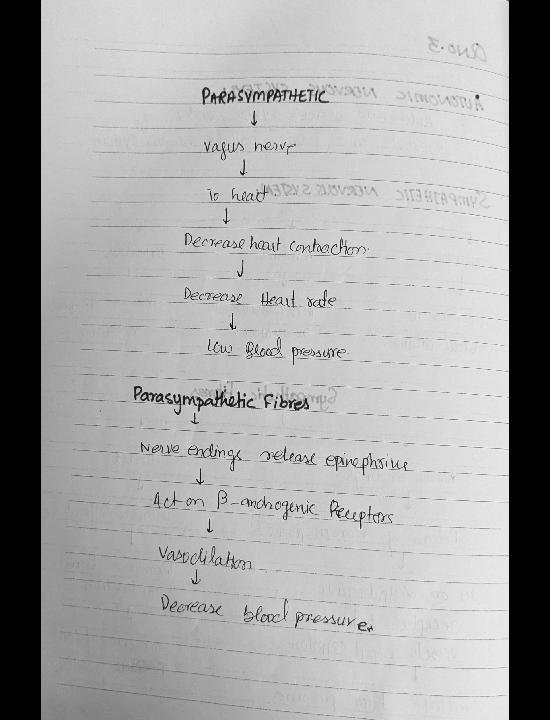 PARASYMPATHETIC
↓
Vagus nerve
↓
To heart
↓
Decrease heart contraction.
↓
Decrease Heart rate
↓
low Blood pressure
Parasympathetic Fibres
↓
Nerve endings release epinephrine
↓
Act on β-androgenic Receptors
↓
Vasodilation
↓
Decrease blood pressure.